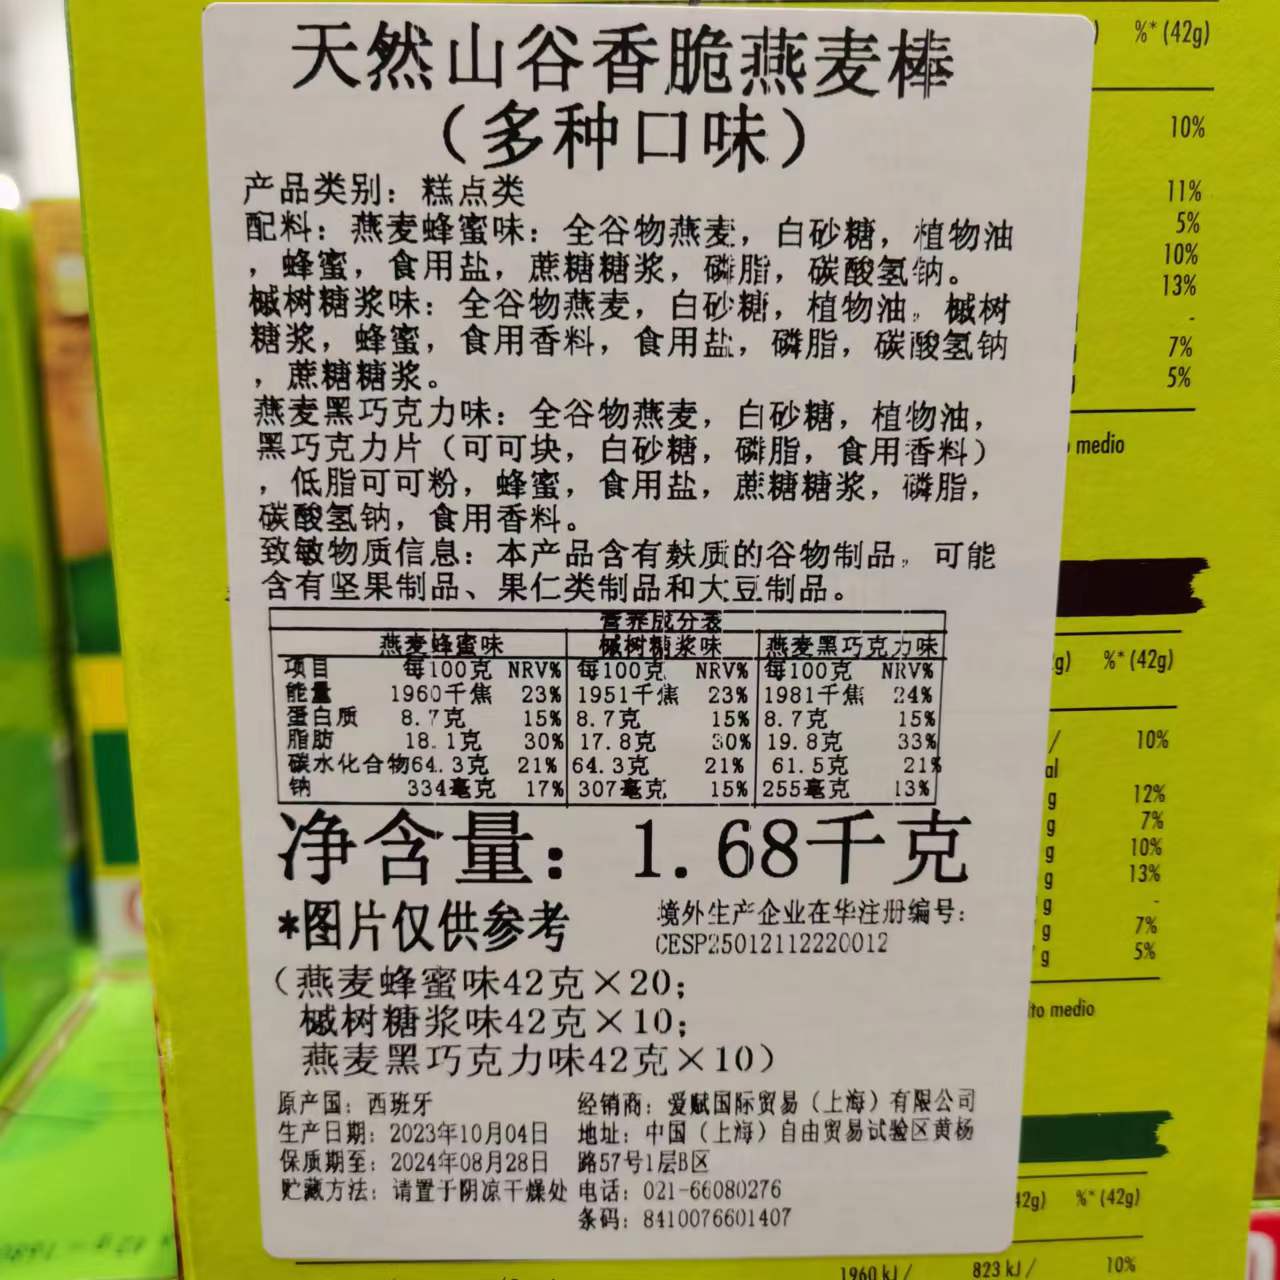 天然山谷香脆燕麦棒
（多种口味）
产品类别：糕点类
配料：燕麦蜂蜜味：全谷物燕麦，白砂糖，植物油
，蜂蜜，食用盐，蔗糖糖浆，磷脂，碳酸氢钠。
槭树糖浆味：全谷物燕麦，白砂糖，植物油，槭树
糖浆，蜂蜜，食用香料，食用盐，磷脂，碳酸氢钠
，蔗糖糖浆。
燕麦黑巧克力味：全谷物燕麦，白砂糖，植物油，
黑巧克力片（可可块，白砂糖，磷脂，食用香料）
，低脂可可粉，蜂蜜，食用盐，蔗糖糖浆，磷脂，
碳酸氢钠，食用香料。
致敏物质信息：本产品含有麸质的谷物制品，可能
含有坚果制品、果仁类制品和大豆制品。
营养成分表
燕麦蜂蜜味 槭树糖浆味 燕麦黑巧克力味
项目 每100克 NRV% 每100克 NRV% 每100克 NRV%
能量 1960千焦 23% 1951千焦 23% 1981千焦 24%
蛋白质 8.7克 15% 8.7克 15% 8.7克 15%
脂肪 18.1克 30% 17.8克 30% 19.8克 33%
碳水化合物64.3克 21% 64.3克 21% 61.5克 21%
钠 334毫克 17% 307毫克 15% 255毫克 13%
净含量：1.68千克
*图片仅供参考
境外生产企业在华注册编号：
CESP25012112220012
（燕麦蜂蜜味42克×20；
槭树糖浆味42克×10；
燕麦黑巧克力味42克×10）
原产国：西班牙
生产日期：2023年10月04日
保质期至：2024年08月28日
贮藏方法：请置于阴凉干燥处
经销商：爱赋国际贸易（上海）有限公司
地址：中国（上海）自由贸易试验区黄杨
路57号1层B区
电话：021-66080276
条码：8410076601407
%* (42g)
10%
11%
5%
10%
13%
-
7%
5%
medio
%* (42g)
10%
12%
7%
10%
13%
-
7%
5%
to medio
42g) %* (42g)
1960 kJ / 823 kJ / 10%